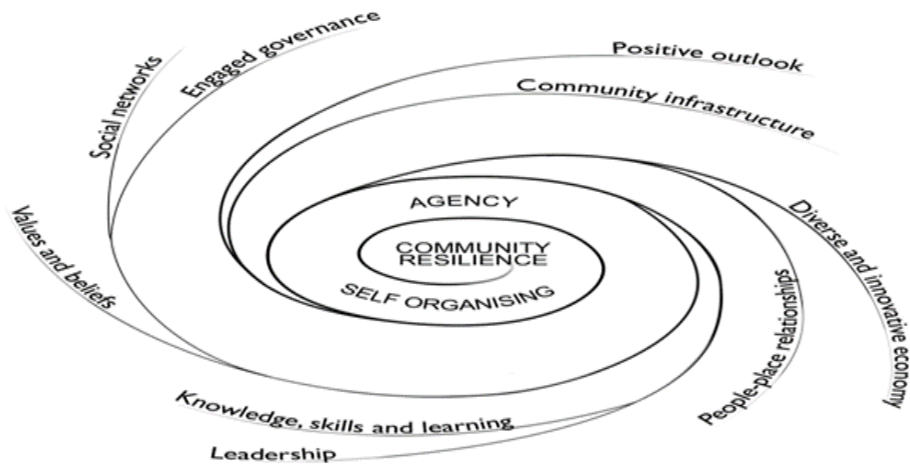 Positive outlook
Engaged governance
Social networks
Community infrastructure
AGENCY
COMMUNITY
RESILIENCE
SELF ORGANISING
Values and beliefs
Diverse and innovative economy
People-place relationships
Knowledge, skills and learning
Leadership